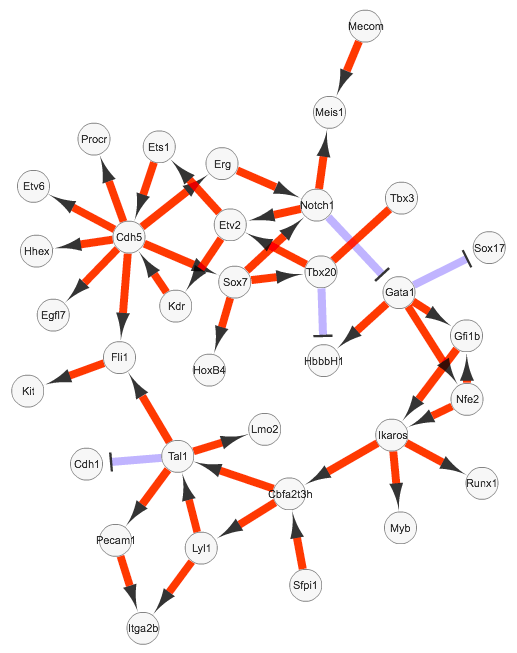 Mecom
Meis1
Procr
Ets1
Erg
Etv6
Notch1
Tbx3
Etv2
Cdh5
Hhex
Sox17
Tbx20
Sox7
Gata1
Kdr
Egfl7
Gfi1b
Fli1
HbbbH1
HoxB4
Kit
Nfe2
Lmo2
Ikaros
Cdh1
Tal1
Runx1
Cbfa2t3h
Myb
Pecam1
Lyl1
Sfpi1
Itga2b